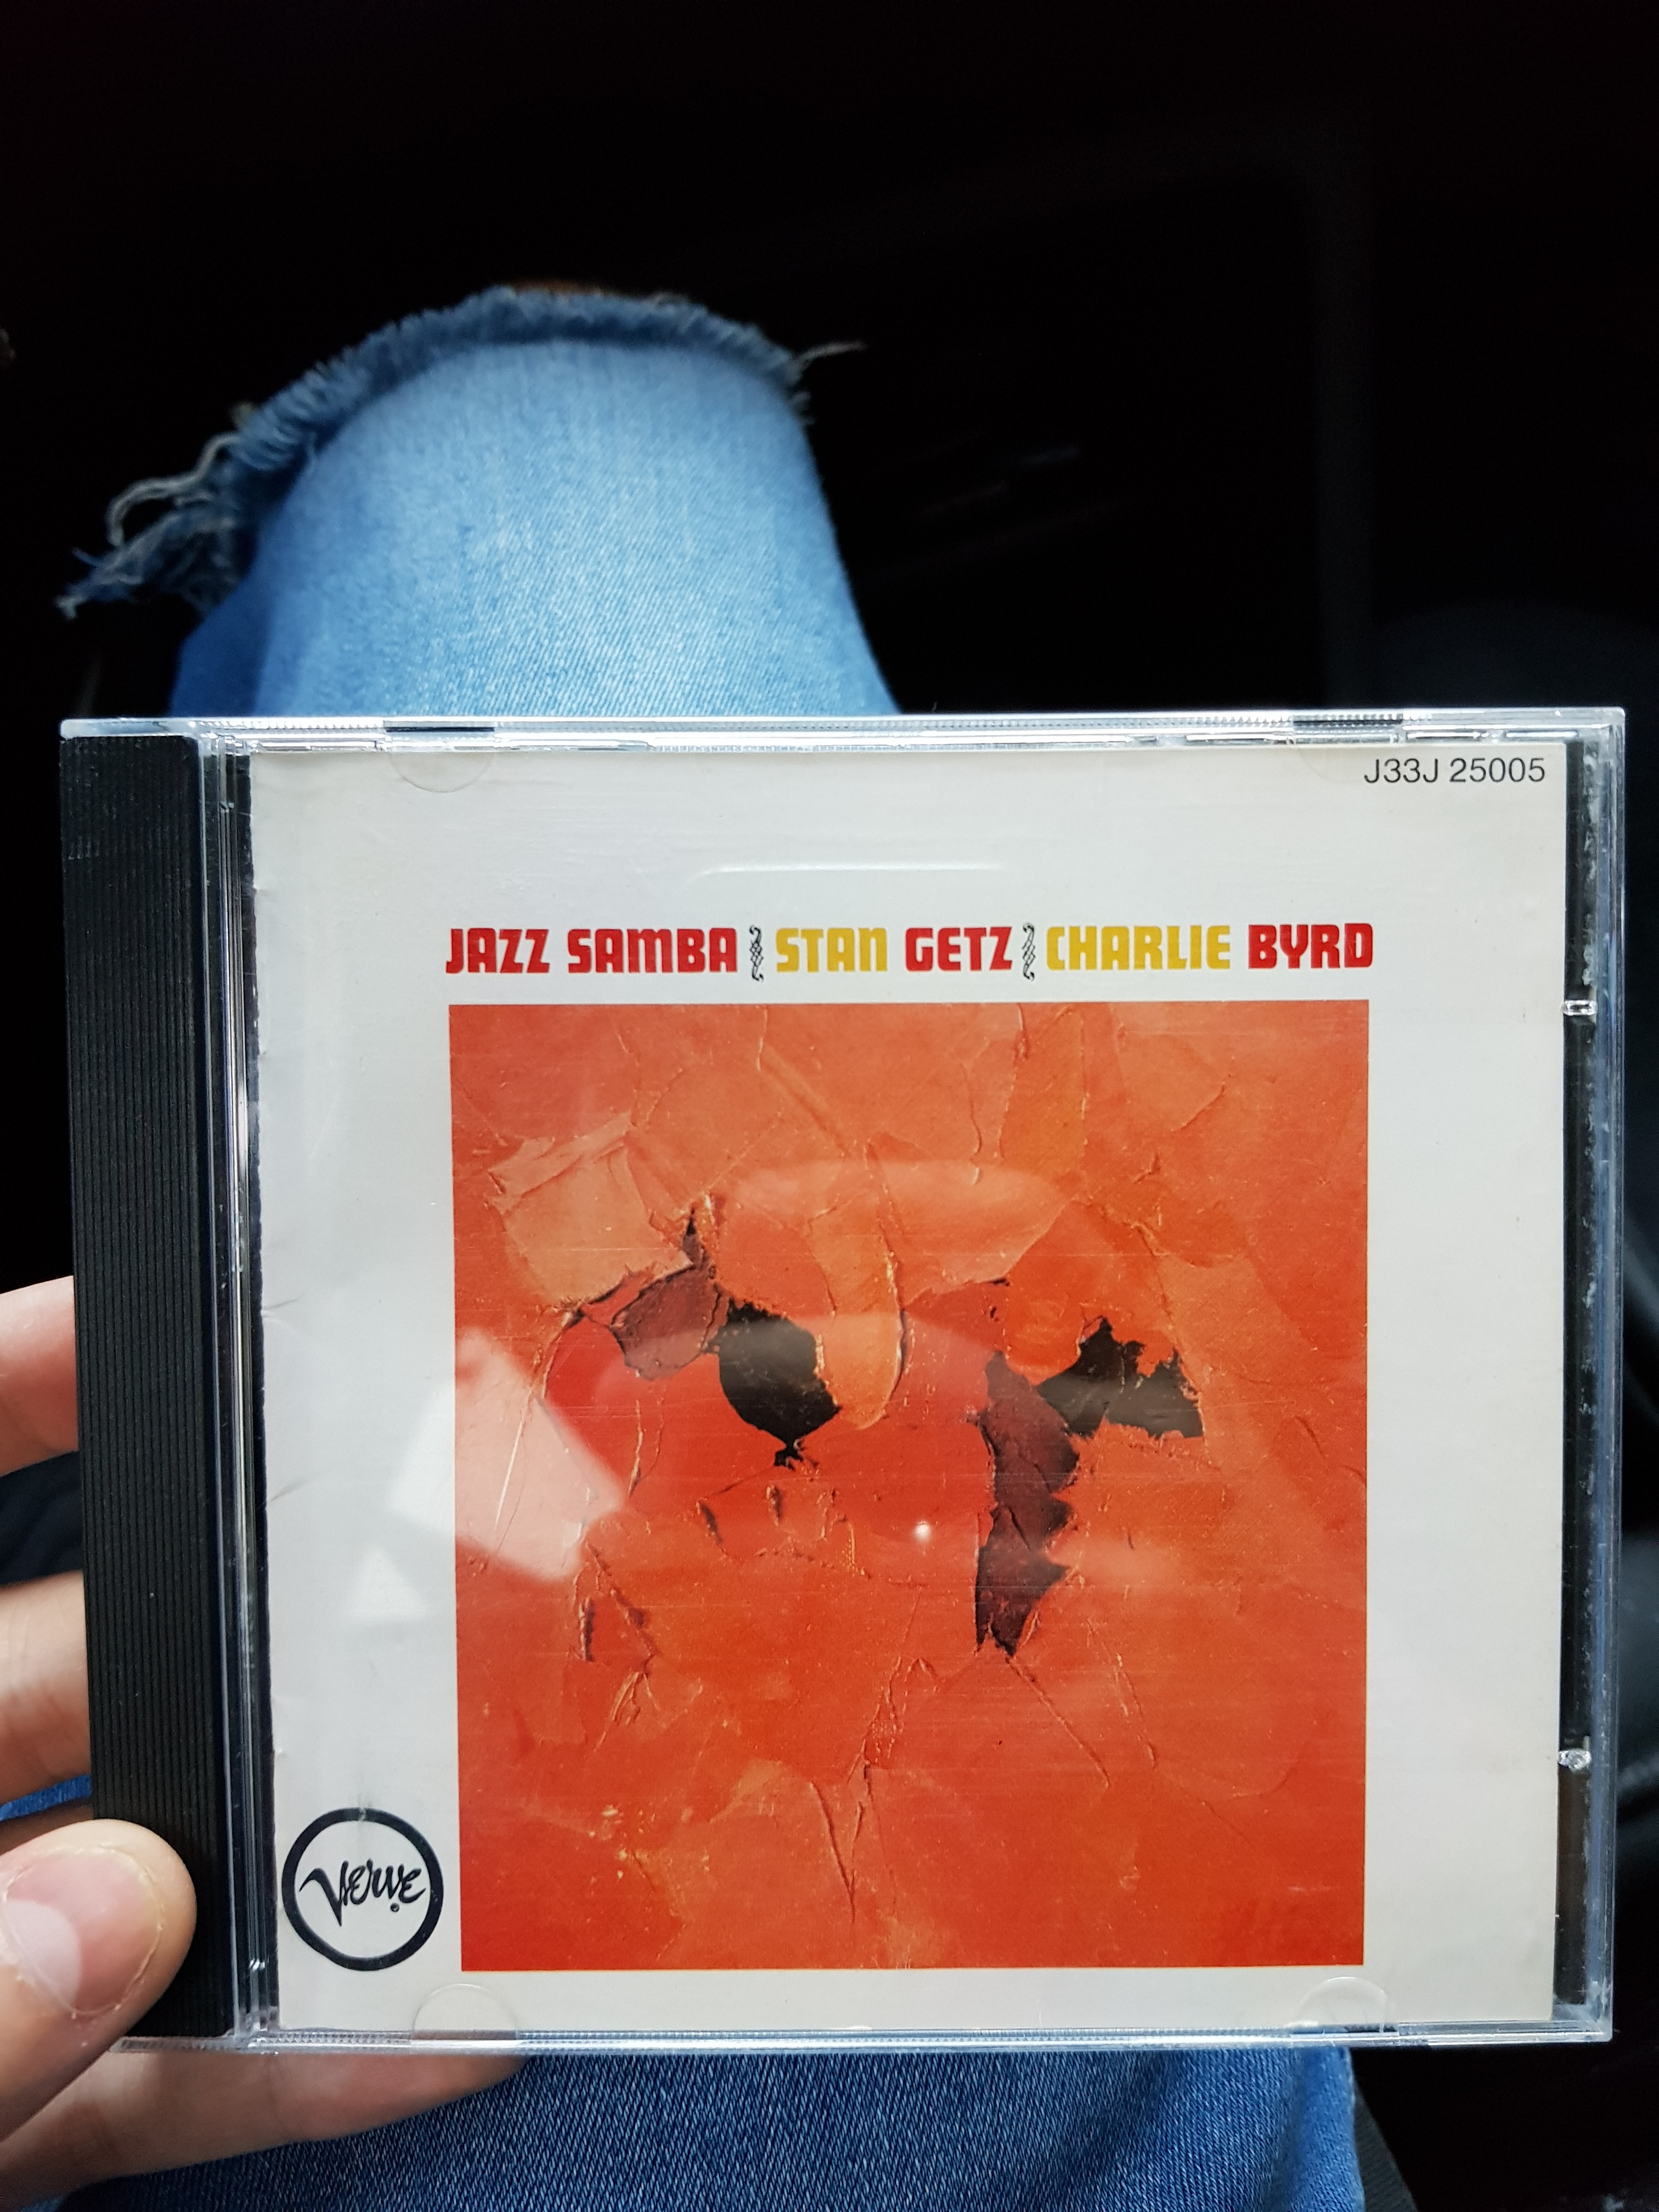 J33J 25005
JAZZ SAMBA STAN GETZ CHARLIE BYRD
VERVE